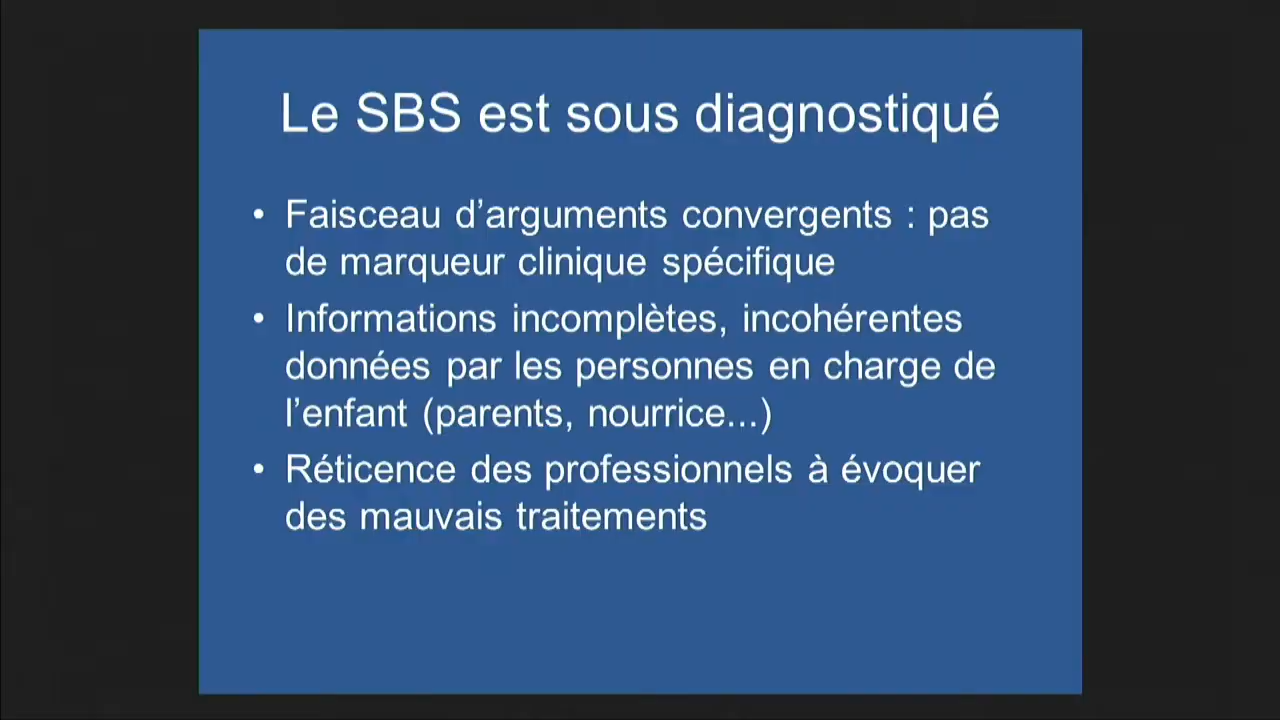 Le SBS est sous diagnostiqué
• Faisceau d’arguments convergents : pas
de marqueur clinique spécifique
• Informations incomplètes, incohérentes
données par les personnes en charge de
l’enfant (parents, nourrice...)
• Réticence des professionnels à évoquer
des mauvais traitements